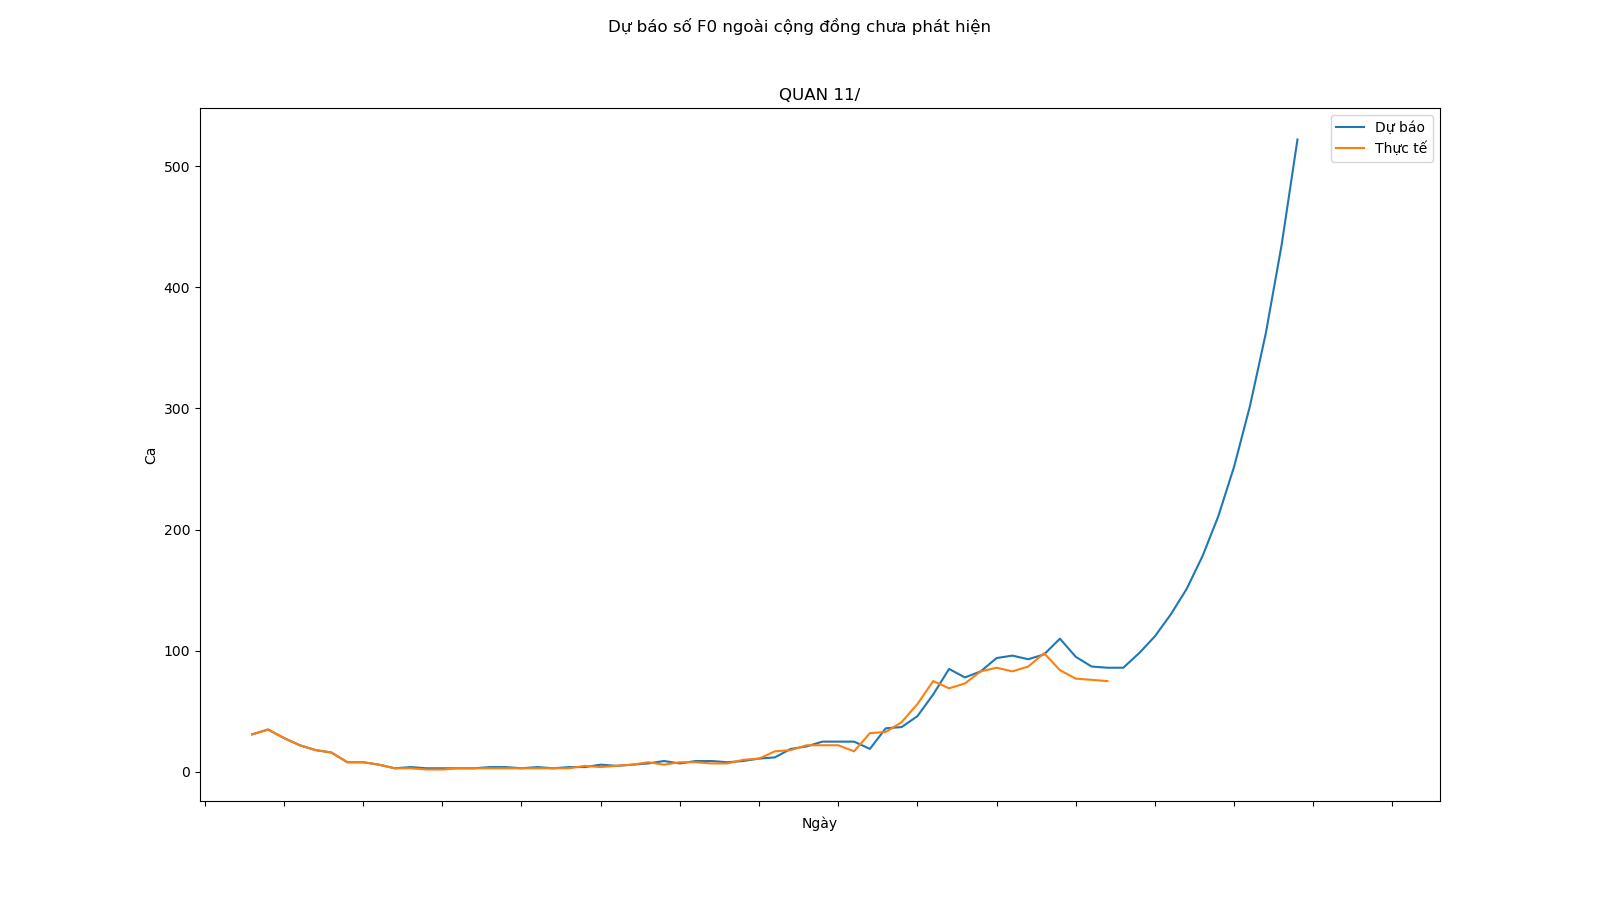 Dự báo số F0 ngoài cộng đồng chưa phát hiện
QUAN 11/
Dự báo
Thực tế
500
400
300
200
100
0
Ca
Ngày